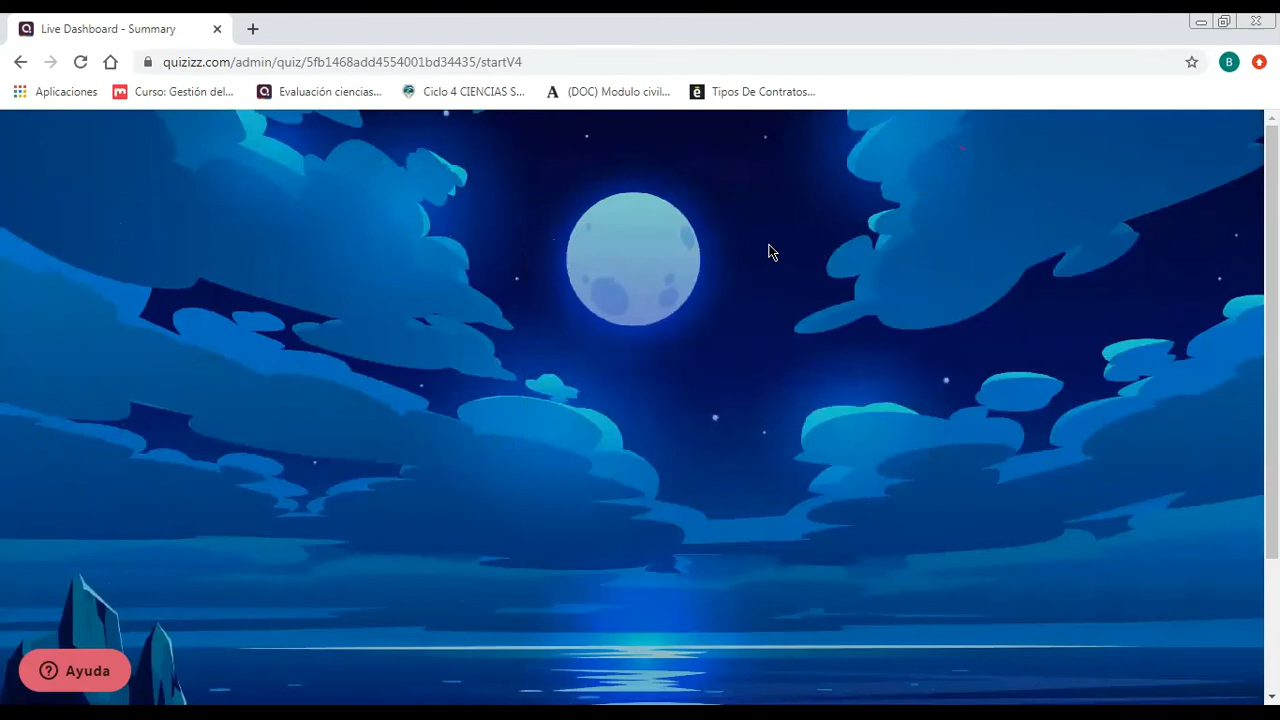 Live Dashboard - Summary
quizizz.com/admin/quiz/5fb1468add4554001bd34435/startV4
B
Aplicaciones
Curso: Gestión del...
Evaluación ciencias...
Ciclo 4 CIENCIAS S...
(DOC) Modulo civil...
Tipos De Contratos...
Ayuda